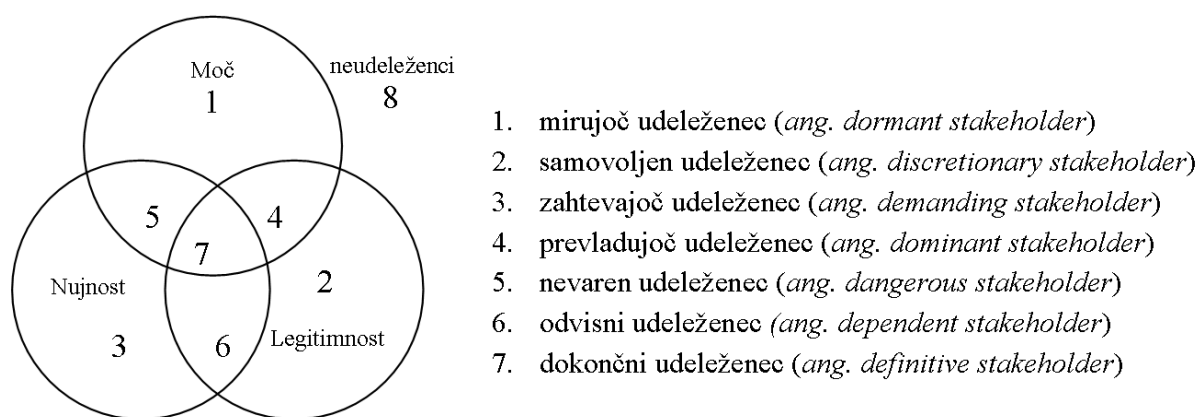 Moč
1
neudeleženci
8
5
4
7
Nujnost
2
3
6
Legitimnost
1. mirujoč udeleženec (ang. dormant stakeholder)
2. samovoljen udeleženec (ang. discretionary stakeholder)
3. zahtevajoč udeleženec (ang. demanding stakeholder)
4. prevladujoč udeleženec (ang. dominant stakeholder)
5. nevaren udeleženec (ang. dangerous stakeholder)
6. odvisni udeleženec (ang. dependent stakeholder)
7. dokončni udeleženec (ang. definitive stakeholder)